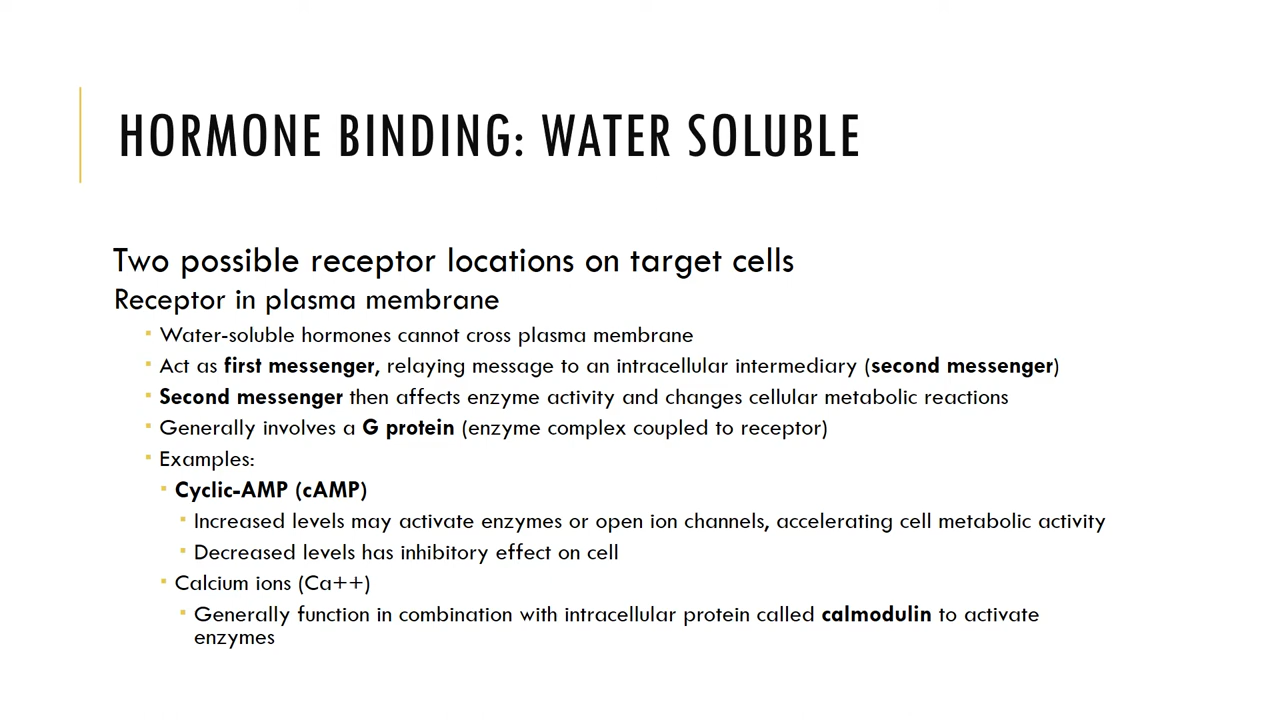 HORMONE BINDING: WATER SOLUBLE
Two possible receptor locations on target cells
Receptor in plasma membrane
Water-soluble hormones cannot cross plasma membrane
Act as first messenger, relaying message to an intracellular intermediary (second messenger)
Second messenger then affects enzyme activity and changes cellular metabolic reactions
Generally involves a G protein (enzyme complex coupled to receptor)
Examples:
Cyclic-AMP (cAMP)
Increased levels may activate enzymes or open ion channels, accelerating cell metabolic activity
Decreased levels has inhibitory effect on cell
Calcium ions (Ca++)
Generally function in combination with intracellular protein called calmodulin to activate
enzymes